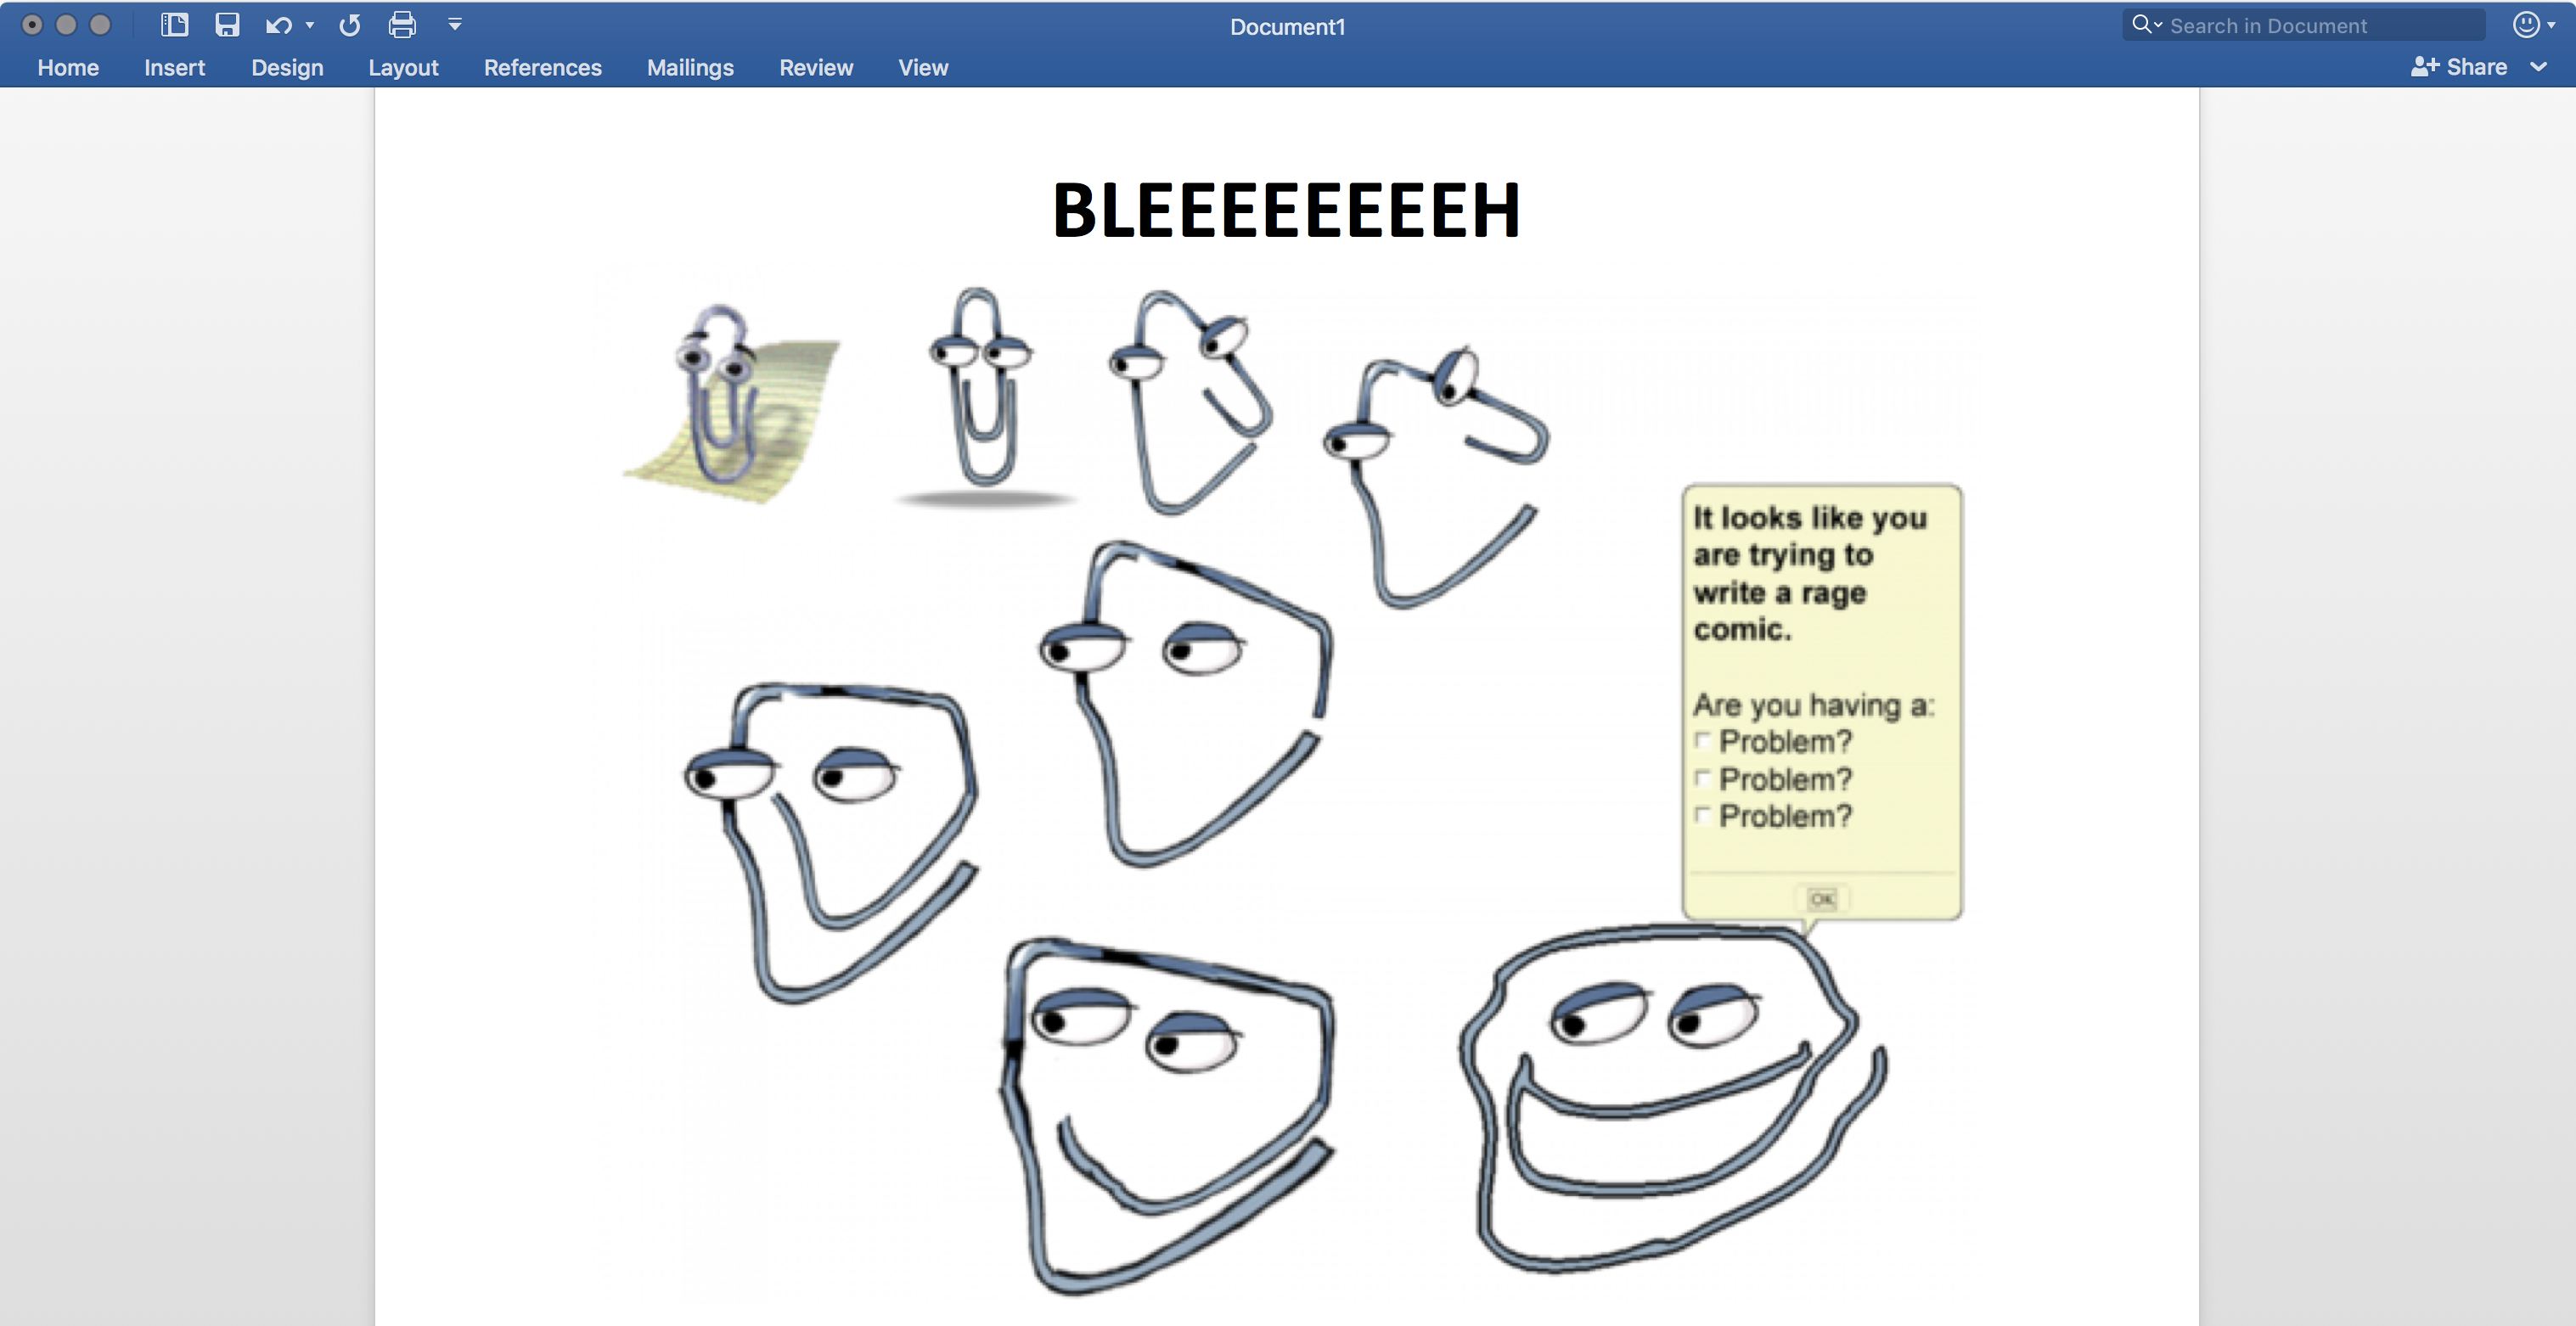 Document1
Search in Document
Home Insert Design Layout References Mailings Review View
Share
BLEEEEEEEEH
It looks like you
are trying to
write a rage
comic.
Are you having a:
Problem?
Problem?
Problem?
OK